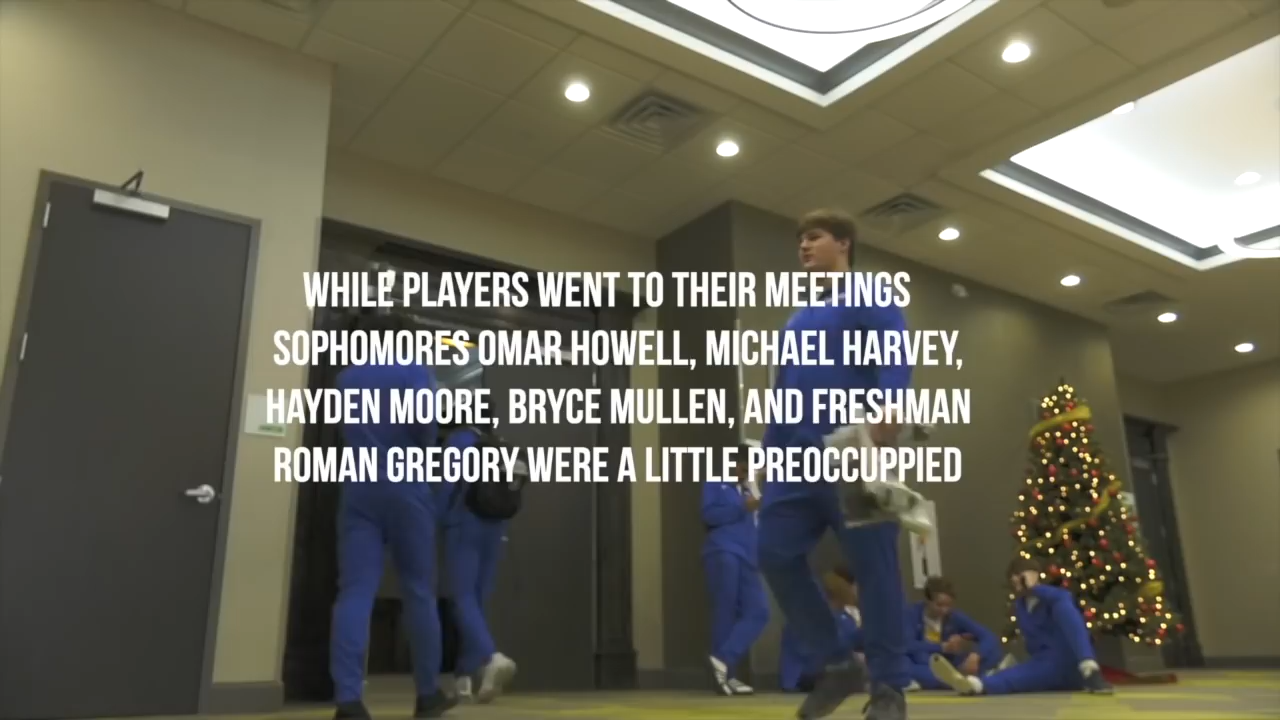 WHILE PLAYERS WENT TO THEIR MEETINGS
SOPHOMORES OMAR HOWELL, MICHAEL HARVEY,
HAYDEN MOORE, BRYCE MULLEN, AND FRESHMAN
ROMAN GREGORY WERE A LITTLE PREOCCUPPIED